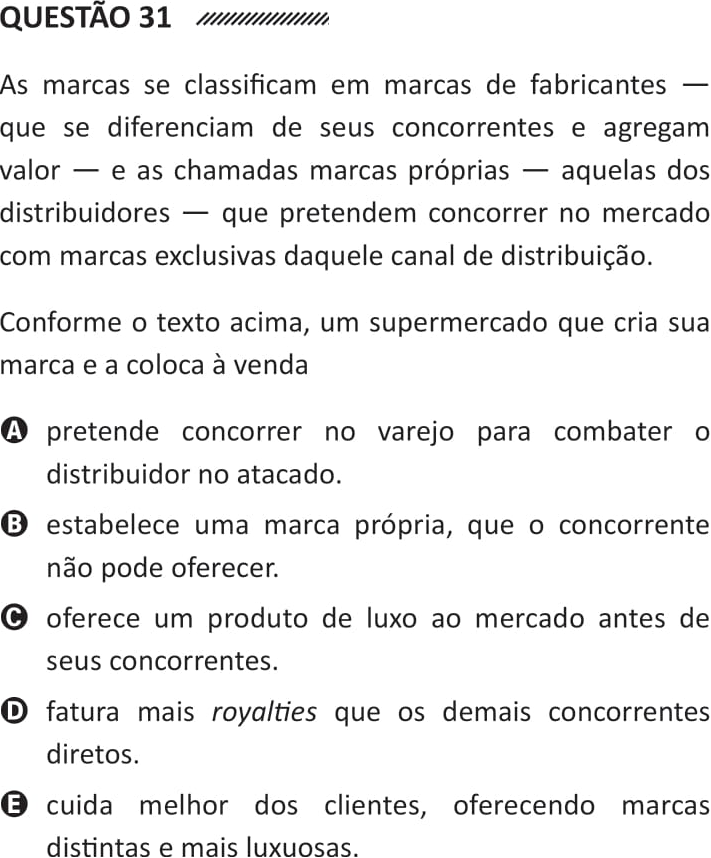 QUESTÃO 31
As marcas se classificam em marcas de fabricantes —
que se diferenciam de seus concorrentes e agregam
valor — e as chamadas marcas próprias — aquelas dos
distribuidores — que pretendem concorrer no mercado
com marcas exclusivas daquele canal de distribuição.
Conforme o texto acima, um supermercado que cria sua
marca e a coloca à venda
A pretende concorrer no varejo para combater o
distribuidor no atacado.
B estabelece uma marca própria, que o concorrente
não pode oferecer.
C oferece um produto de luxo ao mercado antes de
seus concorrentes.
D fatura mais royalties que os demais concorrentes
diretos.
E cuida melhor dos clientes, oferecendo marcas
distintas e mais luxuosas.